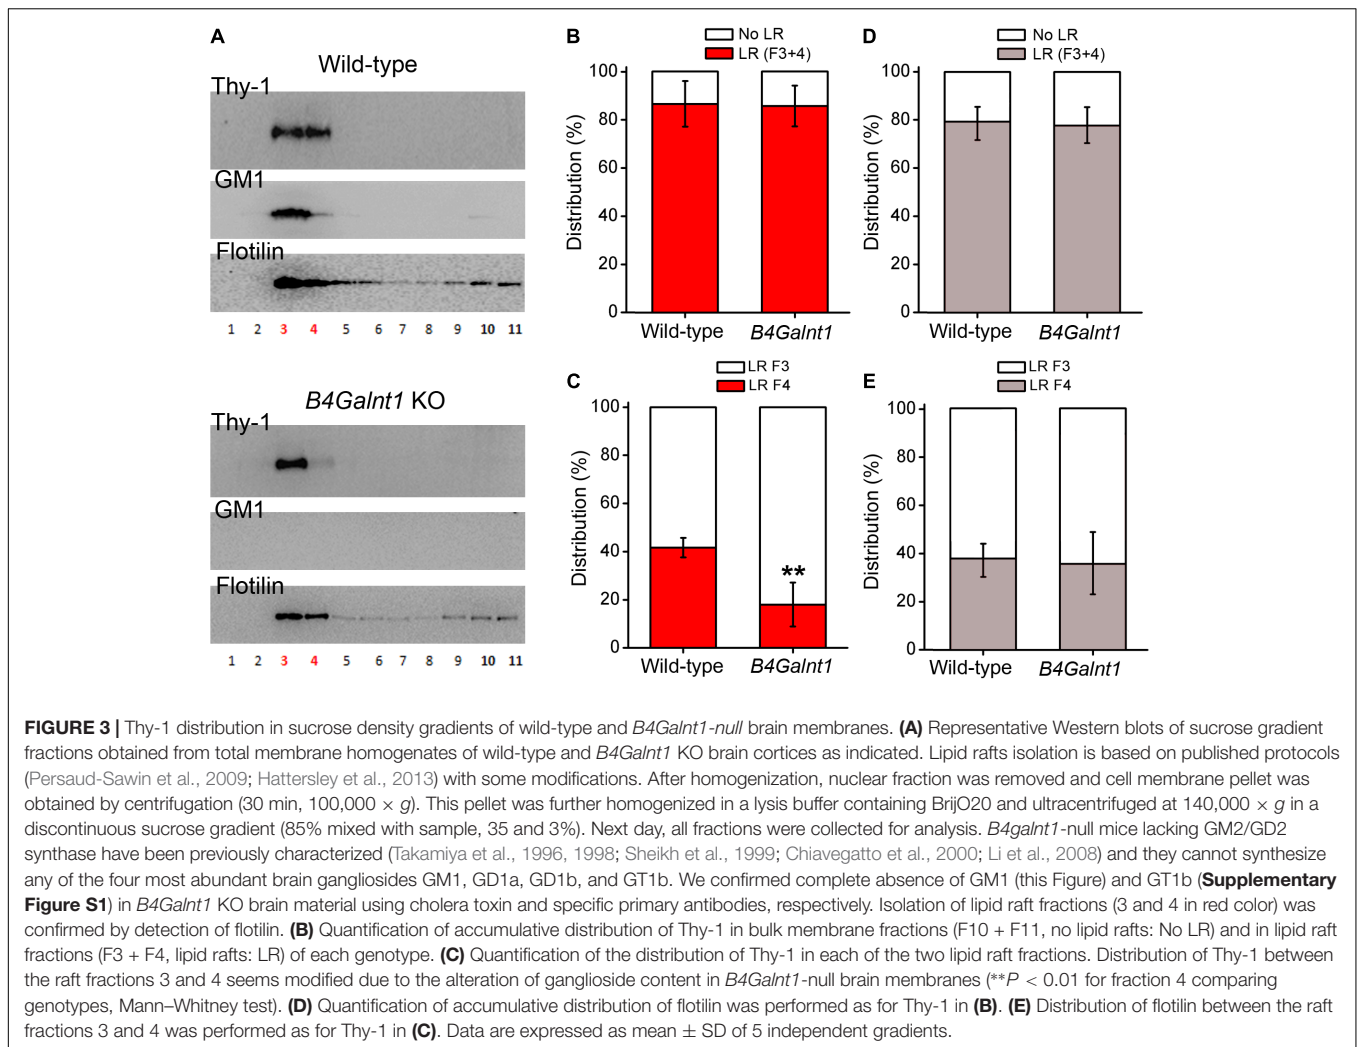 A
Wild-type
Thy-1
GM1
Flotilin
1 2 3 4 5 6 7 8 9 10 11
B4Galnt1 KO
Thy-1
GM1
Flotilin
1 2 3 4 5 6 7 8 9 10 11
B
No LR
LR (F3+4)
Distribution (%)
100
80
60
40
20
0
Wild-type B4Galnt1
C
LR F3
LR F4
Distribution (%)
100
80
60
40
20
0
**
Wild-type B4Galnt1
D
No LR
LR (F3+4)
Distribution (%)
100
80
60
40
20
0
Wild-type B4Galnt1
E
LR F3
LR F4
Distribution (%)
100
80
60
40
20
0
Wild-type B4Galnt1
FIGURE 3 | Thy-1 distribution in sucrose density gradients of wild-type and B4Galnt1-null brain membranes. (A) Representative Western blots of sucrose gradient
fractions obtained from total membrane homogenates of wild-type and B4Galnt1 KO brain cortices as indicated. Lipid rafts isolation is based on published protocols
(Persaud-Sawin et al., 2009; Hattersley et al., 2013) with some modifications. After homogenization, nuclear fraction was removed and cell membrane pellet was
obtained by centrifugation (30 min, 100,000 × g). This pellet was further homogenized in a lysis buffer containing BrijO20 and ultracentrifuged at 140,000 × g in a
discontinuous sucrose gradient (85% mixed with sample, 35 and 3%). Next day, all fractions were collected for analysis. B4galnt1-null mice lacking GM2/GD2
synthase have been previously characterized (Takamiya et al., 1996, 1998; Sheikh et al., 1999; Chiavegatto et al., 2000; Li et al., 2008) and they cannot synthesize
any of the four most abundant brain gangliosides GM1, GD1a, GD1b, and GT1b. We confirmed complete absence of GM1 (this Figure) and GT1b (Supplementary
Figure S1) in B4Galnt1 KO brain material using cholera toxin and specific primary antibodies, respectively. Isolation of lipid raft fractions (3 and 4 in red color) was
confirmed by detection of flotilin. (B) Quantification of accumulative distribution of Thy-1 in bulk membrane fractions (F10 + F11, no lipid rafts: No LR) and in lipid raft
fractions (F3 + F4, lipid rafts: LR) of each genotype. (C) Quantification of the distribution of Thy-1 in each of the two lipid raft fractions. Distribution of Thy-1 between
the raft fractions 3 and 4 seems modified due to the alteration of ganglioside content in B4Galnt1-null brain membranes (**P < 0.01 for fraction 4 comparing
genotypes, Mann–Whitney test). (D) Quantification of accumulative distribution of flotilin was performed as for Thy-1 in (B). (E) Distribution of flotilin between the raft
fractions 3 and 4 was performed as for Thy-1 in (C). Data are expressed as mean ± SD of 5 independent gradients.